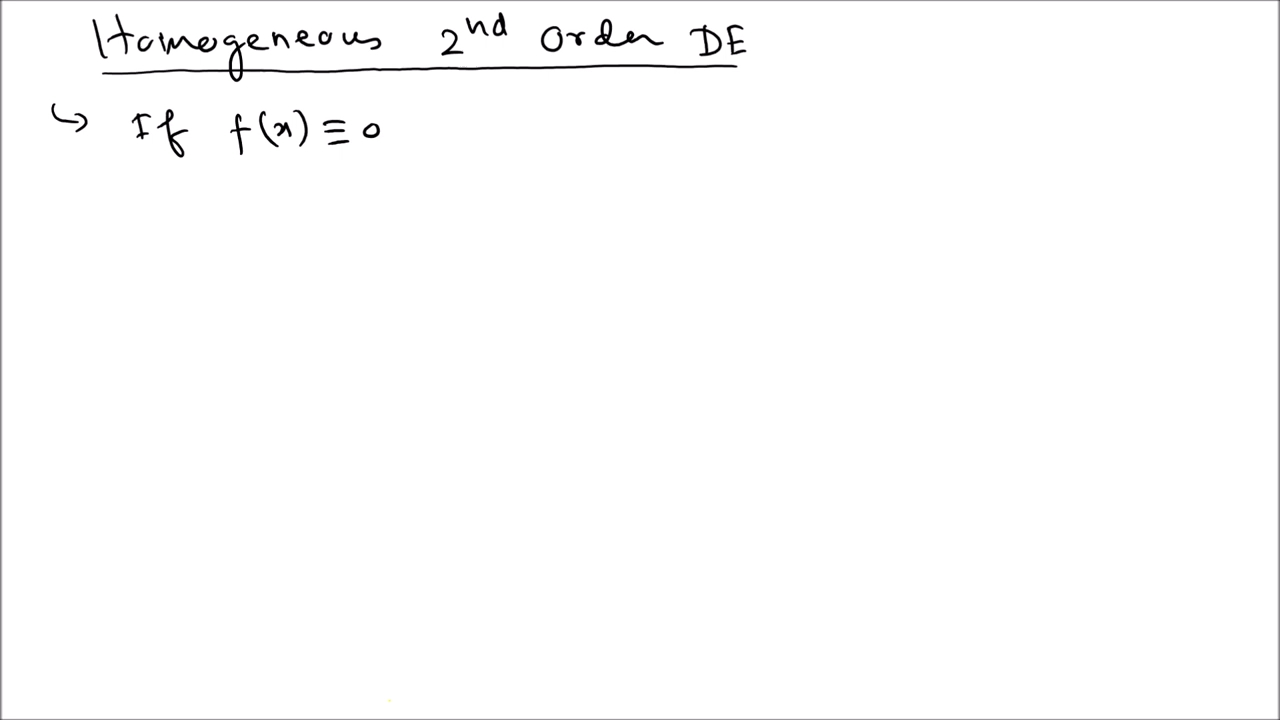 Homogeneous 2nd Order DE
↳ If f(x) ≡ 0